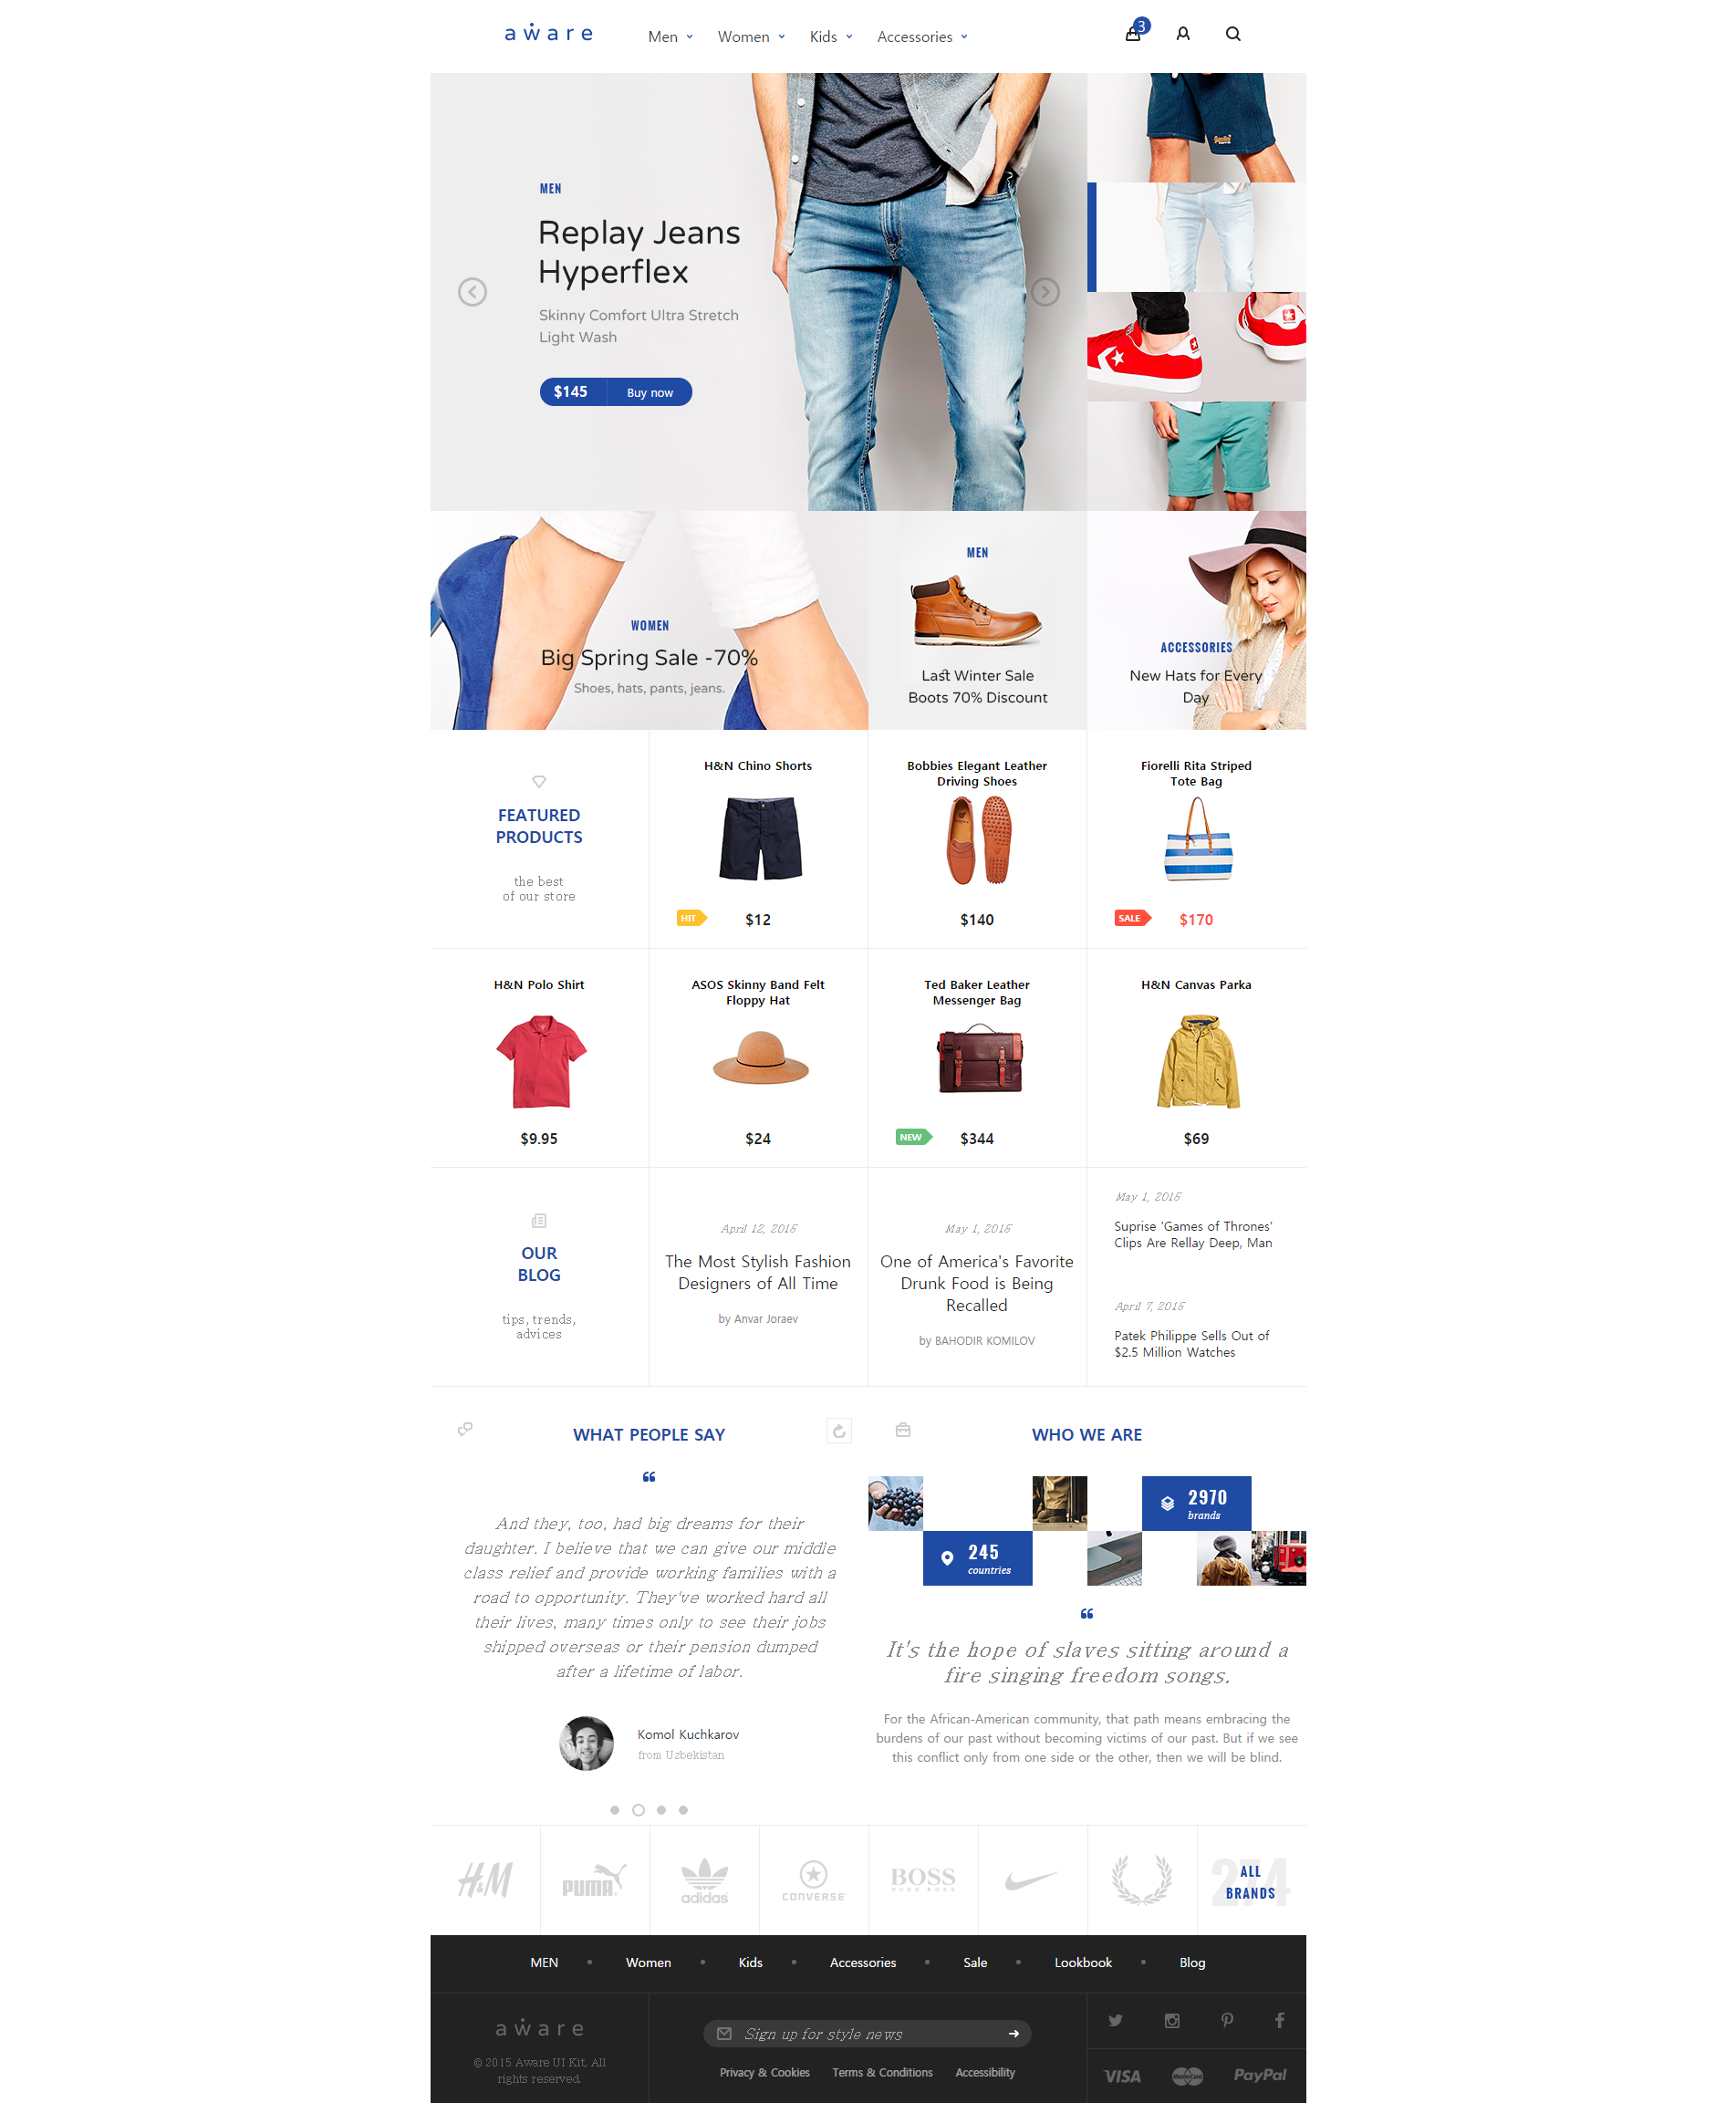 aware
Men
Women
Kids
Accessories
3
MEN
Replay Jeans
Hyperflex
Skinny Comfort Ultra Stretch
Light Wash
$145
Buy now
WOMEN
Big Spring Sale -70%
Shoes, hats, pants, jeans.
MEN
Last Winter Sale
Boots 70% Discount
ACCESSORIES
New Hats for Every
Day
FEATURED
PRODUCTS
the best
of our store
H&N Chino Shorts
HIT
$12
Bobbies Elegant Leather
Driving Shoes
$140
Fiorelli Rita Striped
Tote Bag
SALE
$170
H&N Polo Shirt
$9.95
ASOS Skinny Band Felt
Floppy Hat
$24
Ted Baker Leather
Messenger Bag
NEW
$344
H&N Canvas Parka
$69
OUR
BLOG
tips, trends,
advices
April 12, 2015
The Most Stylish Fashion
Designers of All Time
by Anvar Joraev
May 1, 2015
One of America's Favorite
Drunk Food is Being
Recalled
by BAHODIR KOMILOV
May 1, 2015
Suprise 'Games of Thrones'
Clips Are Rellay Deep, Man
April 7, 2015
Patek Philippe Sells Out of
$2.5 Million Watches
WHAT PEOPLE SAY
“
And they, too, had big dreams for their
daughter. I believe that we can give our middle
class relief and provide working families with a
road to opportunity. They've worked hard all
their lives, many times only to see their jobs
shipped overseas or their pension dumped
after a lifetime of labor.
Komol Kuchkarov
from Uzbekistan
WHO WE ARE
2970
brands
245
countries
“
It's the hope of slaves sitting around a
fire singing freedom songs.
For the African-American community, that path means embracing the
burdens of our past without becoming victims of our past. But if we see
this conflict only from one side or the other, then we will be blind.
H&M
PUMA
adidas
CONVERSE
BOSS
HUGO BOSS
274
ALL
BRANDS
MEN
Women
Kids
Accessories
Sale
Lookbook
Blog
aware
© 2015 Aware UI Kit, All
rights reserved.
Sign up for style news
Privacy & Cookies
Terms & Conditions
Accessibility
VISA
MasterCard
PayPal